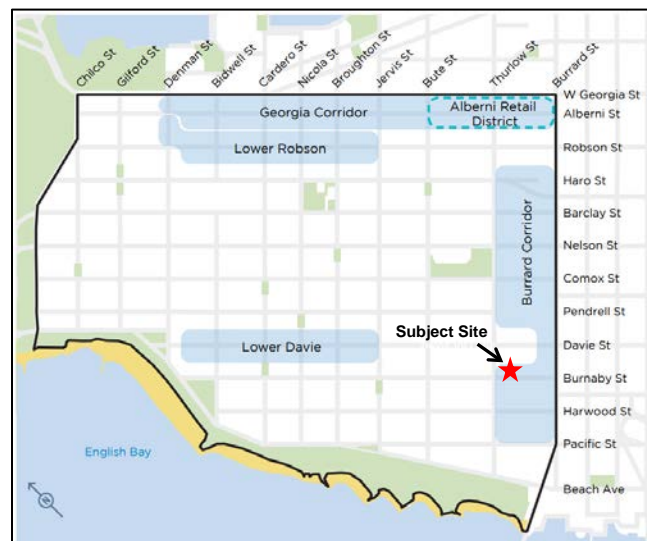 Chilco St
Gilford St
Denman St
Bidwell St
Cardero St
Nicola St
Broughton St
Jervis St
Bute St
Thurlow St
Burrard St
W Georgia St
Georgia Corridor
Alberni Retail
District
Alberni St
Lower Robson
Robson St
Haro St
Barclay St
Burrard Corridor
Nelson St
Comox St
Pendrell St
Subject Site
Lower Davie
Davie St
Burnaby St
Harwood St
English Bay
Pacific St
Beach Ave
N